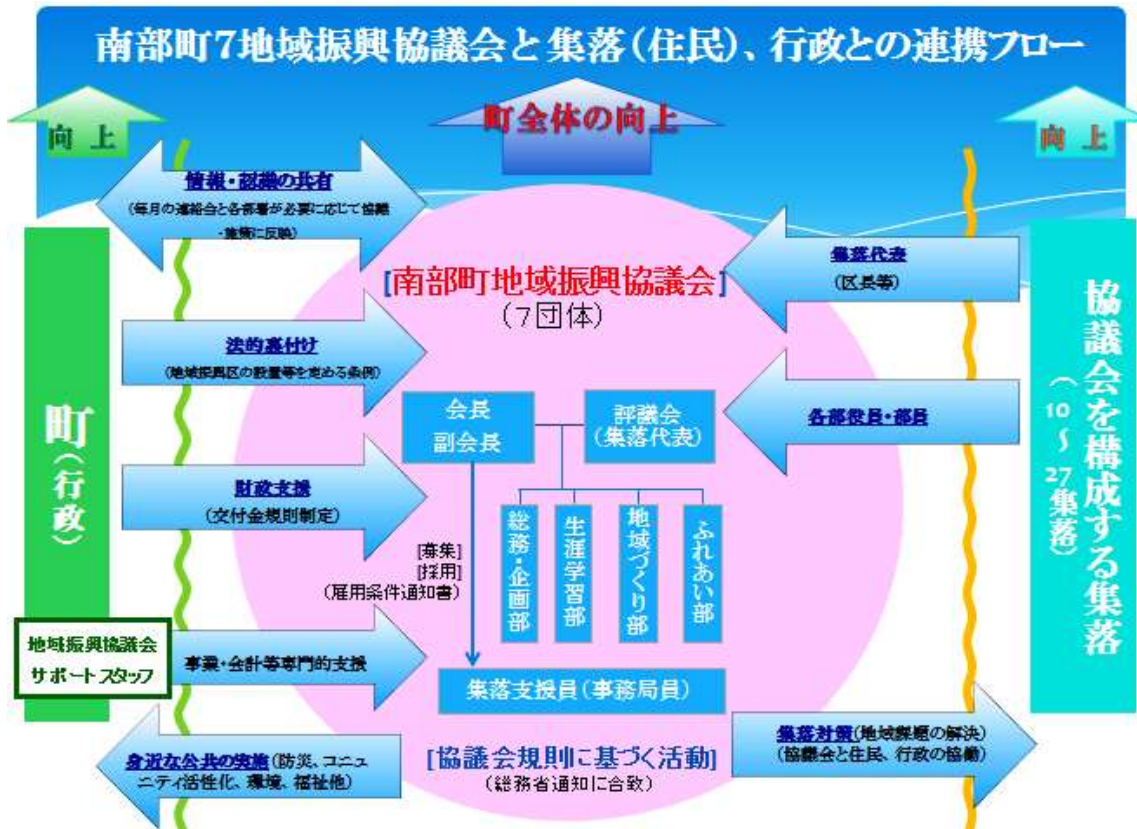 南部町7地域振興協議会と集落(住民)、行政との連携フロー
向 上
町全体の向上
向 上
情報・認識の共有
(毎月の連絡会と各部署が必要に応じて協議
・施策に反映)
[南部町地域振興協議会]
(7団体)
集落代表
(区長等)
法的裏付け
(地域振興区の設置等を定める条例)
会長
副会長
評議会
(集落代表)
各部役員・部員
町(行政)
財政支援
(交付金規則制定)
総務・企画部
生涯学習部
地域づくり部
ふれあい部
協議会を構成する集落
(10~27集落)
[募集]
[採用]
(雇用条件通知書)
地域振興協議会
サポートスタッフ
事業・会計等専門的支援
集落支援員(事務局員)
身近な公共の実施(防災、コニュ
ニティ活性化、環境、福祉他)
[協議会規則に基づく活動]
(総務省通知に合致)
集落対策(地域課題の解決)
(協議会と住民、行政の協働)